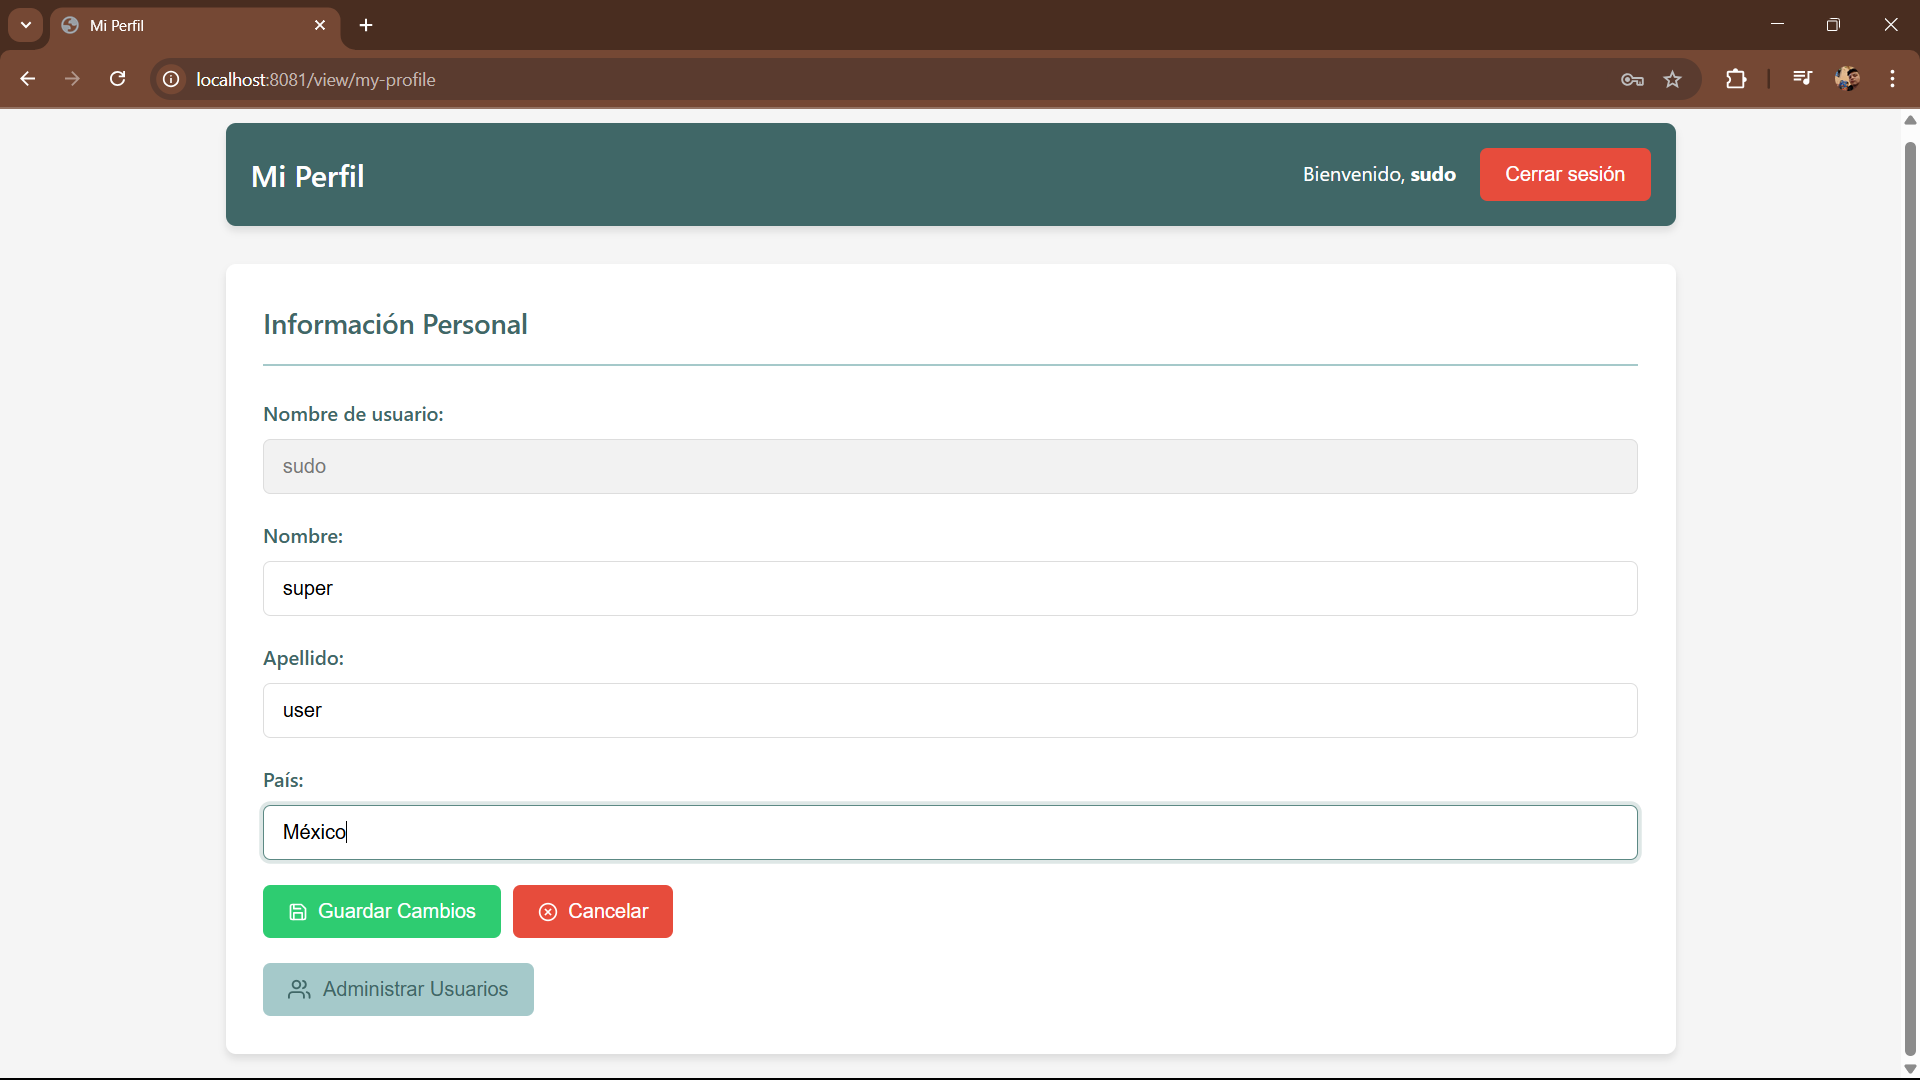 Mi Perfil
localhost:8081/view/my-profile
Mi Perfil
Bienvenido, sudo
Cerrar sesión
Información Personal
Nombre de usuario:
sudo
Nombre:
super
Apellido:
user
País:
México
Guardar Cambios
Cancelar
Administrar Usuarios